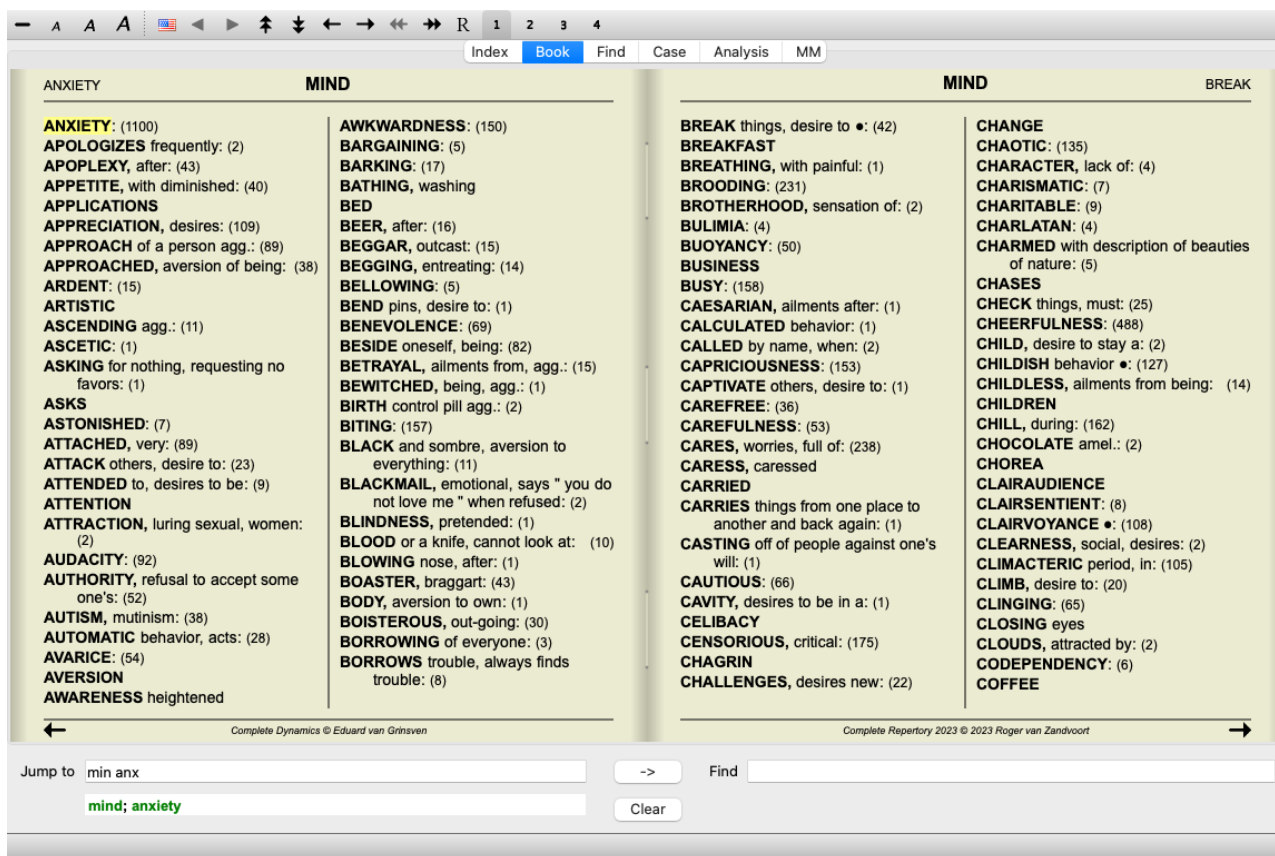 A A A R 1 2 3 4
Index Book Find Case Analysis MM
ANXIETY MIND
ANXIETY: (1100)
APOLOGIZES frequently: (2)
APOPLEXY, after: (43)
APPETITE, with diminished: (40)
APPLICATIONS
APPRECIATION, desires: (109)
APPROACH of a person agg.: (89)
APPROACHED, aversion of being: (38)
ARDENT: (15)
ARTISTIC
ASCENDING agg.: (11)
ASCETIC: (1)
ASKING for nothing, requesting no
favors: (1)
ASKS
ASTONISHED: (7)
ATTACHED, very: (89)
ATTACK others, desire to: (23)
ATTENDED to, desires to be: (9)
ATTENTION
ATTRACTION, luring sexual, women:
(2)
AUDACITY: (92)
AUTHORITY, refusal to accept some
one's: (52)
AUTISM, mutinism: (38)
AUTOMATIC behavior, acts: (28)
AVARICE: (54)
AVERSION
AWARENESS heightened
AWKWARDNESS: (150)
BARGAINING: (5)
BARKING: (17)
BATHING, washing
BED
BEER, after: (16)
BEGGAR, outcast: (15)
BEGGING, entreating: (14)
BELLOWING: (5)
BEND pins, desire to: (1)
BENEVOLENCE: (69)
BESIDE oneself, being: (82)
BETRAYAL, ailments from, agg.: (15)
BEWITCHED, being, agg.: (1)
BIRTH control pill agg.: (2)
BITING: (157)
BLACK and sombre, aversion to
everything: (11)
BLACKMAIL, emotional, says " you do
not love me " when refused: (2)
BLINDNESS, pretended: (1)
BLOOD or a knife, cannot look at: (10)
BLOWING nose, after: (1)
BOASTER, braggart: (43)
BODY, aversion to own: (1)
BOISTEROUS, out-going: (30)
BORROWING of everyone: (3)
BORROWS trouble, always finds
trouble: (8)
Complete Dynamics © Eduard van Grinsven
MIND BREAK
BREAK things, desire to ●: (42)
BREAKFAST
BREATHING, with painful: (1)
BROODING: (231)
BROTHERHOOD, sensation of: (2)
BULIMIA: (4)
BUOYANCY: (50)
BUSINESS
BUSY: (158)
CAESARIAN, ailments after: (1)
CALCULATED behavior: (1)
CALLED by name, when: (2)
CAPRICIOUSNESS: (153)
CAPTIVATE others, desire to: (1)
CAREFREE: (36)
CAREFULNESS: (53)
CARES, worries, full of: (238)
CARESS, caressed
CARRIED
CARRIES things from one place to
another and back again: (1)
CASTING off of people against one's
will: (1)
CAUTIOUS: (66)
CAVITY, desires to be in a: (1)
CELIBACY
CENSORIOUS, critical: (175)
CHAGRIN
CHALLENGES, desires new: (22)
CHANGE
CHAOTIC: (135)
CHARACTER, lack of: (4)
CHARISMATIC: (7)
CHARITABLE: (9)
CHARLATAN: (4)
CHARMED with description of beauties
of nature: (5)
CHASES
CHECK things, must: (25)
CHEERFULNESS: (488)
CHILD, desire to stay a: (2)
CHILDISH behavior ●: (127)
CHILDLESS, ailments from being: (14)
CHILDREN
CHILL, during: (162)
CHOCOLATE amel.: (2)
CHOREA
CLAIRAUDIENCE
CLAIRSENTIENT: (8)
CLAIRVOYANCE ●: (108)
CLEARNESS, social, desires: (2)
CLIMACTERIC period, in: (105)
CLIMB, desire to: (20)
CLINGING: (65)
CLOSING eyes
CLOUDS, attracted by: (2)
CODEPENDENCY: (6)
COFFEE
Complete Repertory 2023 © 2023 Roger van Zandvoort
Jump to min anx -> Find
mind; anxiety Clear